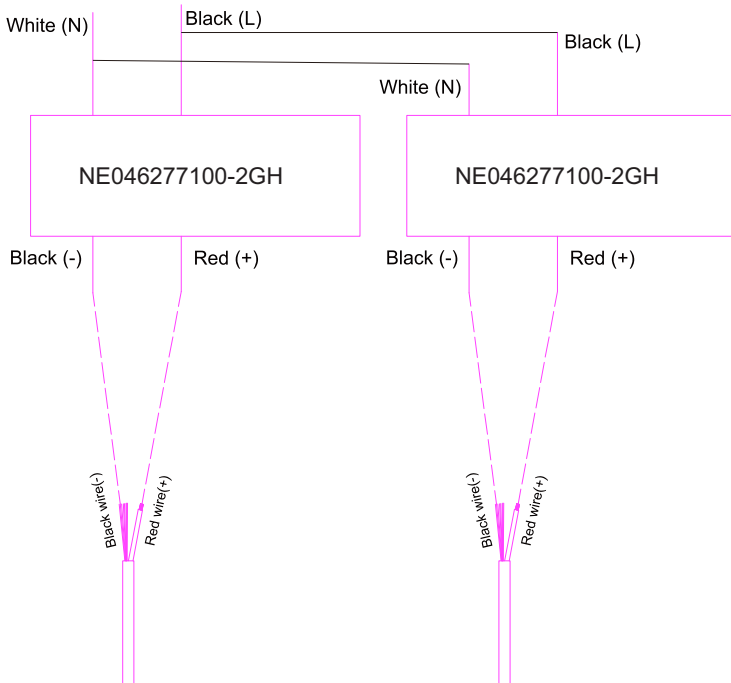 White (N)
Black (L)
Black (L)
White (N)
NE046277100-2GH
NE046277100-2GH
Black (-)
Red (+)
Black (-)
Red (+)
Black wire(-)
Red wire(+)
Black wire(-)
Red wire(+)